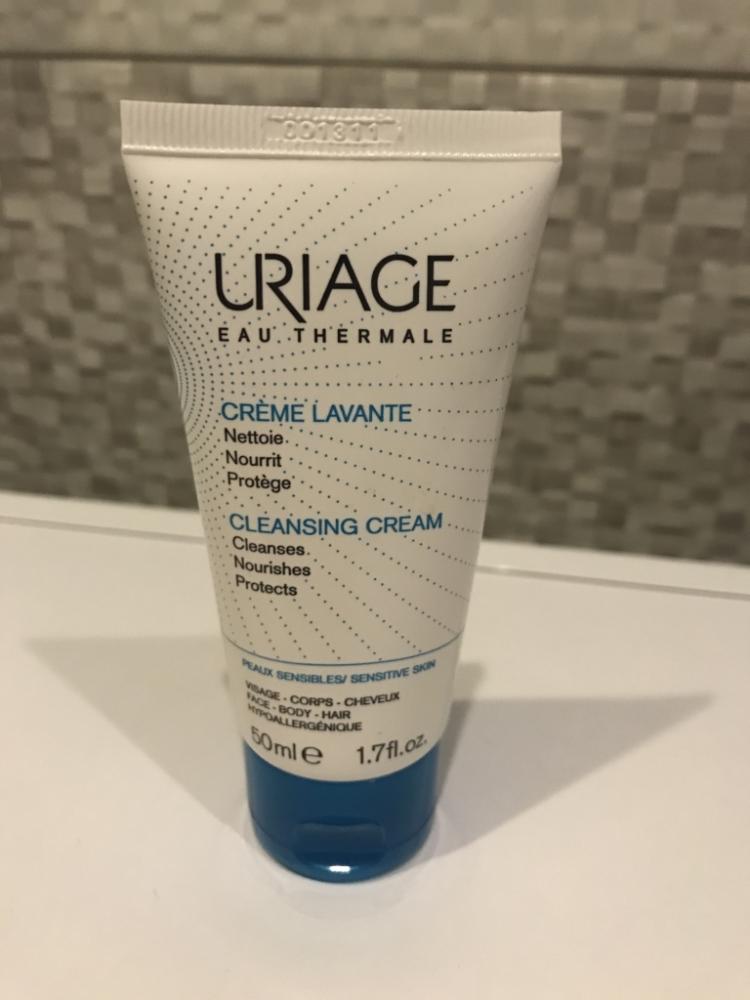 001311
URIAGE
EAU THERMALE
CRÈME LAVANTE
Nettoie
Nourrit
Protège
CLEANSING CREAM
Cleanses
Nourishes
Protects
PEAUX SENSIBLES/ SENSITIVE SKIN
VISAGE - CORPS - CHEVEUX
FACE - BODY - HAIR
HYPOALLERGÉNIQUE
50ml e 1.7fl.oz.